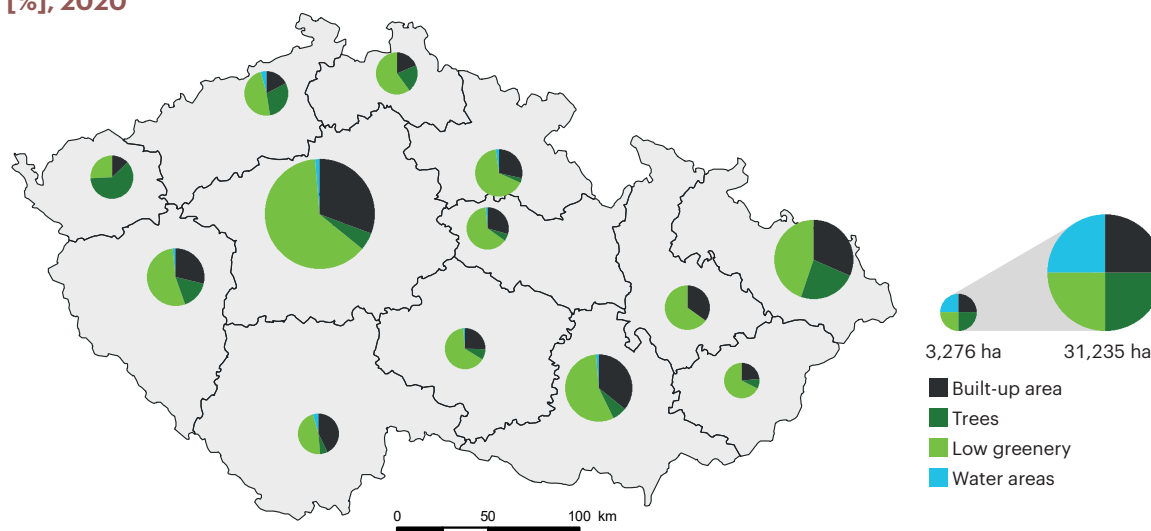 [%], 2020
3,276 ha
31,235 ha
Built-up area
Trees
Low greenery
Water areas
0 50 100 km